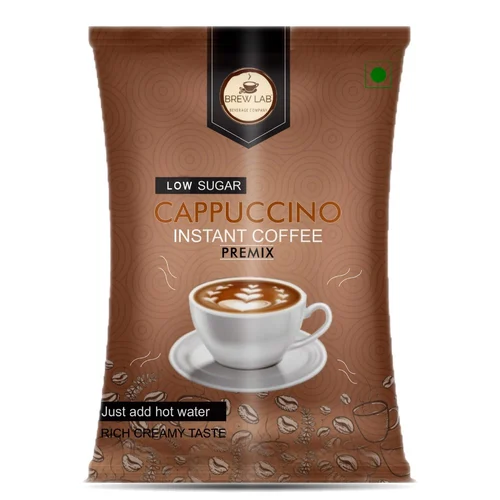 BREW LAB
LOW SUGAR
CAPPUCCINO
INSTANT COFFEE
PREMIX
Just add hot water
RICH CREAMY TASTE